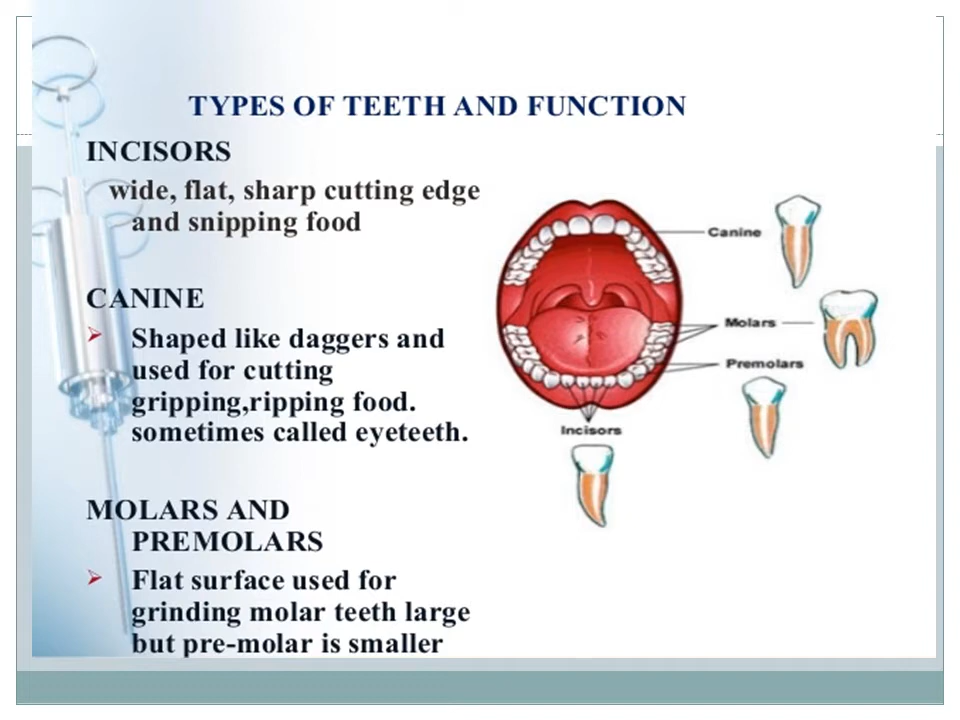 TYPES OF TEETH AND FUNCTION
INCISORS
wide, flat, sharp cutting edge
and snipping food
CANINE
Shaped like daggers and
used for cutting
gripping,ripping food.
sometimes called eyeteeth.
MOLARS AND
PREMOLARS
Flat surface used for
grinding molar teeth large
but pre-molar is smaller
Canine
Molars
Premolars
Incisors